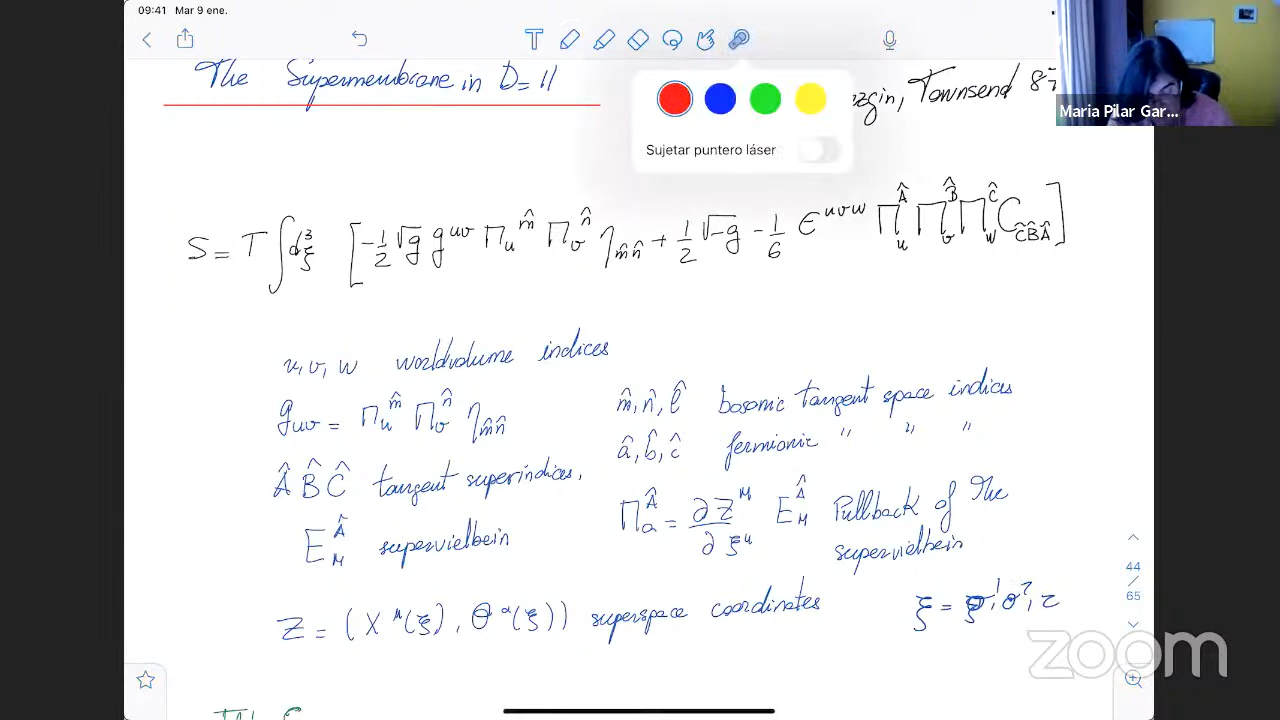 09:41 Mar 9 ene.
The Supermembrane in D=11
Townsend 87
Maria Pilar Gar...
Sujetar puntero láser
S = T ∫ d³ξ [ -1/2 √g g^{uv} Π_u^{m̂} Π_v^{n̂} η_{m̂n̂} + 1/2 √-g - 1/6 ϵ^{uvw} Π_u^{Â} Π_v^{B̂} Π_w^{Ĉ} C_{ĈB̂Â} ]
u, v, w worldvolume indices
g_{uv} = Π_u^{m̂} Π_v^{n̂} η_{m̂n̂}
m̂, n̂, l̂ bosonic tangent space indices
â, b̂, ĉ fermionic " " "
Â B̂ Ĉ tangent superindices,
E_M^{Â} supervielbein
Π_a^{Â} = ∂Z^M/∂ξ^u E_M^{Â} Pullback of the
supervielbein
Z = (X^μ(ξ), Θ^α(ξ)) superspace coordinates
ξ = σ^1, σ^2, τ
44
/
65
zoom